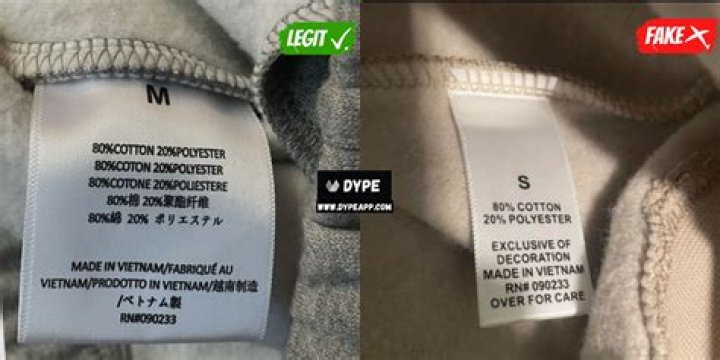 LEGIT
M
80%COTTON 20%POLYESTER
80%COTON 20%POLYESTER
80%COTONE 20%POLIESTERE
80%棉 20%聚酯纤维
80%綿 20% ポリエステル
MADE IN VIETNAM/FABRIQUÉ AU
VIETNAM/PRODOTTO IN VIETNAM/越南制造
/ベトナム製
RN#090233
DYPE
WWW.DYPEAPP.COM
FAKE
S
80% COTTON
20% POLYESTER
EXCLUSIVE OF
DECORATION
MADE IN VIETNAM
RN# 090233
OVER FOR CARE